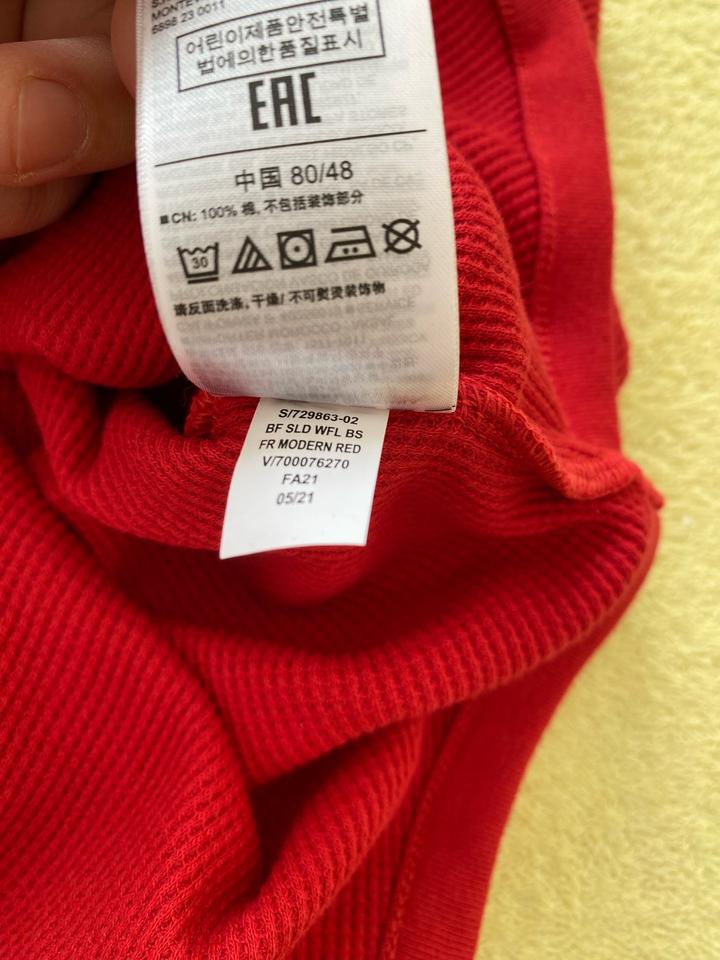 6898 23 0011
어린이제품안전특별
법에의한품질표시
EAC
中国 80/48
■CN: 100% 棉, 不包括装饰部分
30
请反面洗涤, 干燥/ 不可熨烫装饰物
S/729863-02
BF SLD WFL BS
FR MODERN RED
V/700076270
FA21
05/21